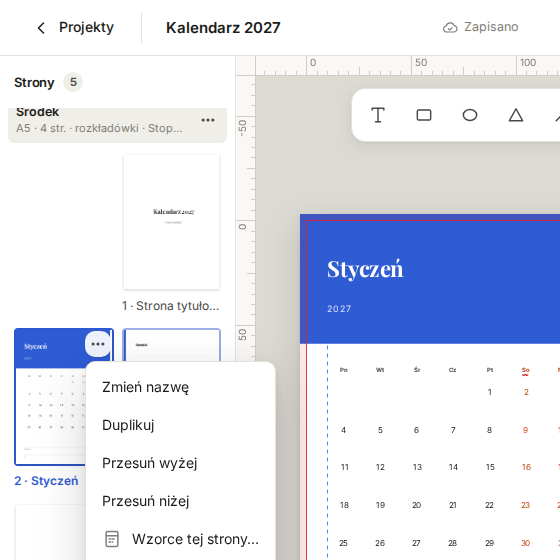 Projekty
Kalendarz 2027
Zapisano
Strony 5
Środek
A5 · 4 str. · rozkładówki · Stop...
Kalendarz 2027
1 · Strona tytuło...
Styczeń
2 · Styczeń
Zmień nazwę
Duplikuj
Przesuń wyżej
Przesuń niżej
Wzorce tej strony...
0 50 100
-50
0
50
Styczeń
2027
Pn Wt Śr Cz Pt So
1 2
4 5 6 7 8 9
11 12 13 14 15 16
18 19 20 21 22 23
25 26 27 28 29 30